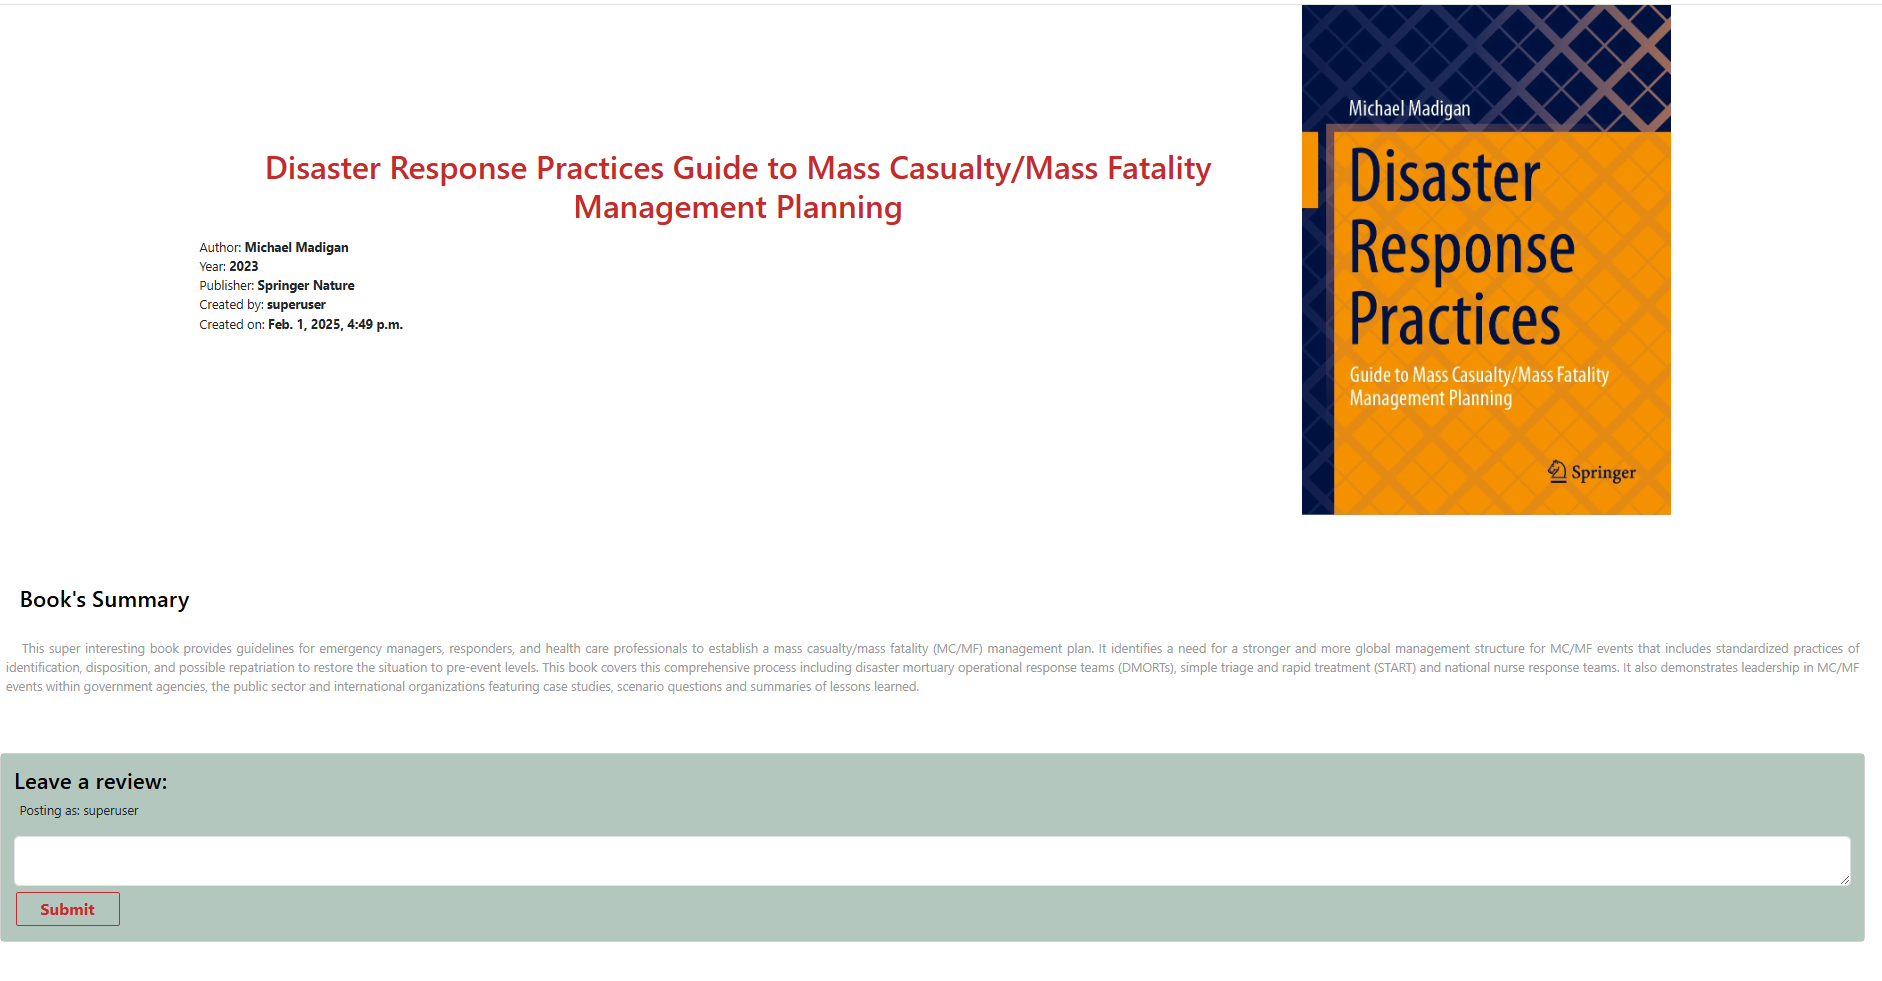 Disaster Response Practices Guide to Mass Casualty/Mass Fatality
Management Planning
Author: Michael Madigan
Year: 2023
Publisher: Springer Nature
Created by: superuser
Created on: Feb. 1, 2025, 4:49 p.m.
Michael Madigan
Disaster
Response
Practices
Guide to Mass Casualty/Mass Fatality
Management Planning
Springer
Book's Summary
This super interesting book provides guidelines for emergency managers, responders, and health care professionals to establish a mass casualty/mass fatality (MC/MF) management plan. It identifies a need for a stronger and more global management structure for MC/MF events that includes standardized practices of
identification, disposition, and possible repatriation to restore the situation to pre-event levels. This book covers this comprehensive process including disaster mortuary operational response teams (DMORTs), simple triage and rapid treatment (START) and national nurse response teams. It also demonstrates leadership in MC/MF
events within government agencies, the public sector and international organizations featuring case studies, scenario questions and summaries of lessons learned.
Leave a review:
Posting as: superuser
Submit